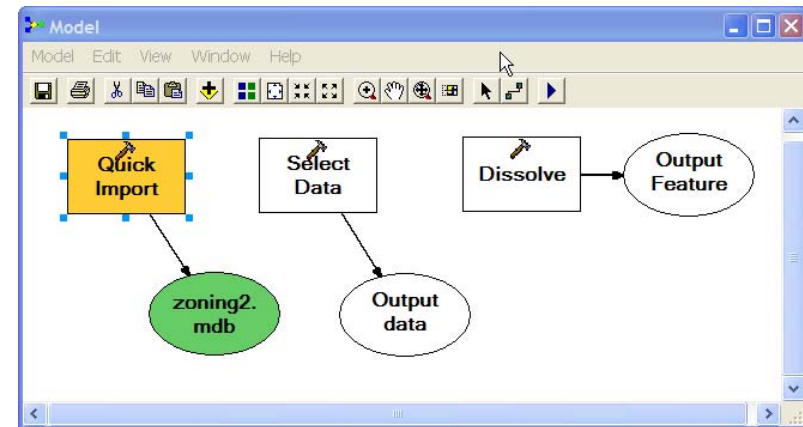 Model
Model Edit View Window Help
Quick
Import
Select
Data
Dissolve
Output
Feature
zoning2.
mdb
Output
data